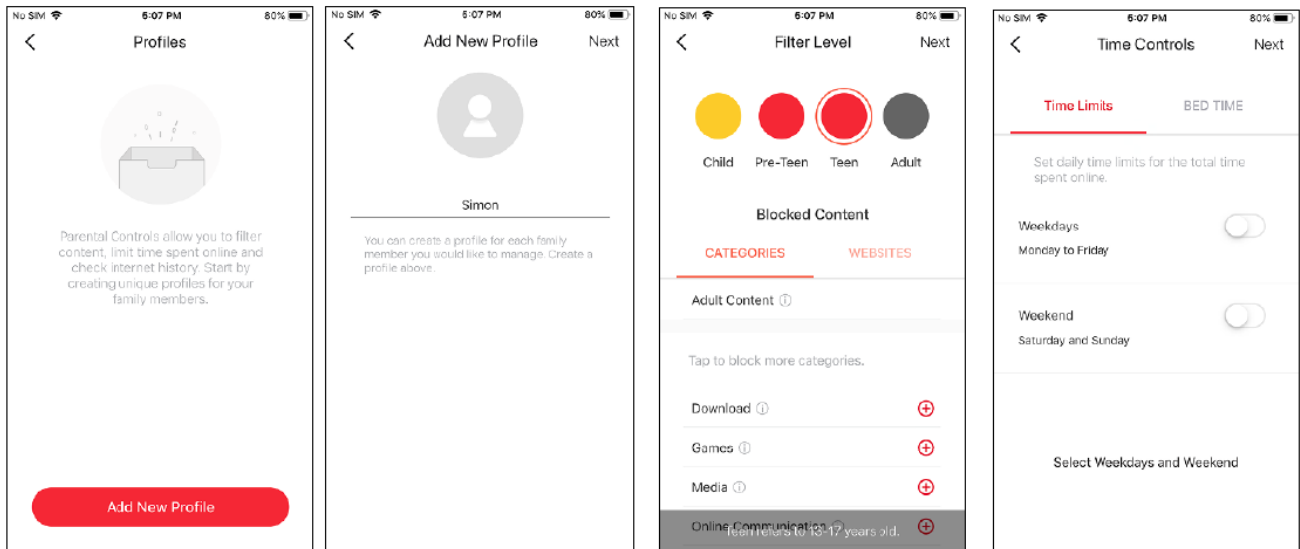 No SIM 5:07 PM 80%
Profiles
Parental Controls allow you to filter
content, limit time spent online and
check internet history. Start by
creating unique profiles for your
family members.
Add New Profile
No SIM 5:07 PM 80%
Add New Profile Next
Simon
You can create a profile for each family
member you would like to manage. Create a
profile above.
No SIM 5:07 PM 80%
Filter Level Next
Child Pre-Teen Teen Adult
Blocked Content
CATEGORIES WEBSITES
Adult Content
Tap to block more categories.
Download
Games
Media
Online Communication
Teen refers to 13-17 years old.
No SIM 5:07 PM 80%
Time Controls Next
Time Limits BED TIME
Set daily time limits for the total time
spent online.
Weekdays
Monday to Friday
Weekend
Saturday and Sunday
Select Weekdays and Weekend